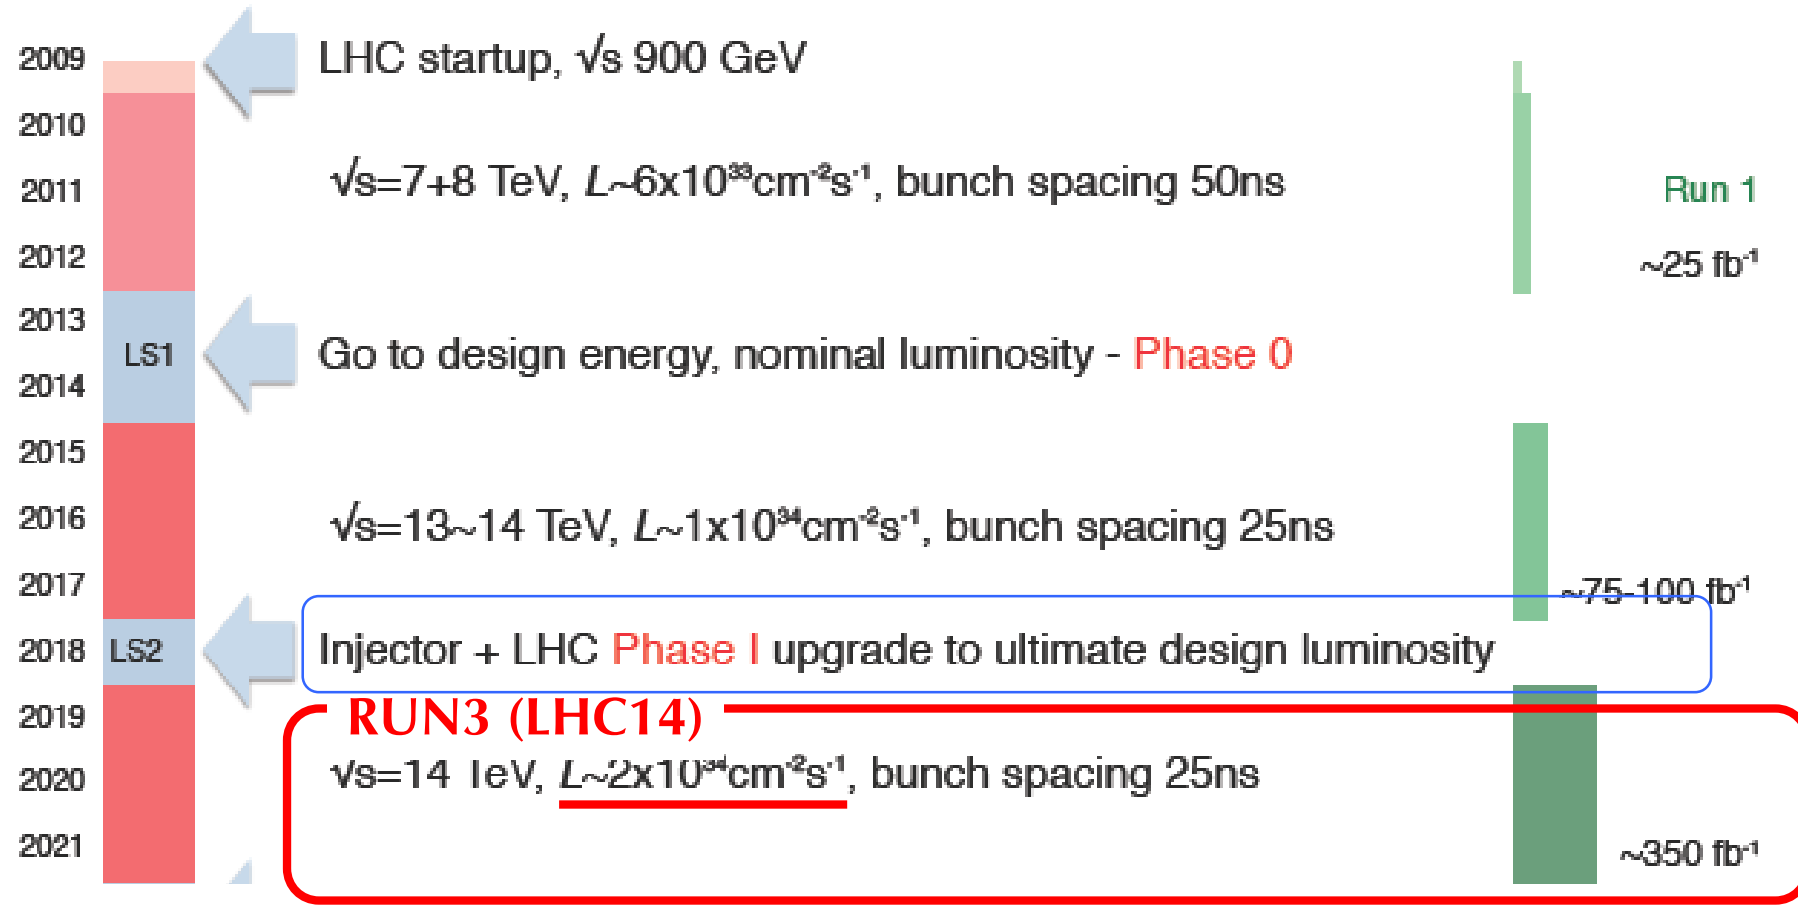 2009 LHC startup, √s 900 GeV
2010
√s=7+8 TeV, L~6x10³³cm⁻²s⁻¹, bunch spacing 50ns
2011 Run 1
2012 ~25 fb⁻¹
2013
LS1 Go to design energy, nominal luminosity - Phase 0
2014
2015
2016 √s=13~14 TeV, L~1x10³⁴cm⁻²s⁻¹, bunch spacing 25ns
2017 ~75-100 fb⁻¹
2018 LS2 Injector + LHC Phase I upgrade to ultimate design luminosity
2019 RUN3 (LHC14)
2020 √s=14 TeV, L~2x10³⁴cm⁻²s⁻¹, bunch spacing 25ns
2021 ~350 fb⁻¹